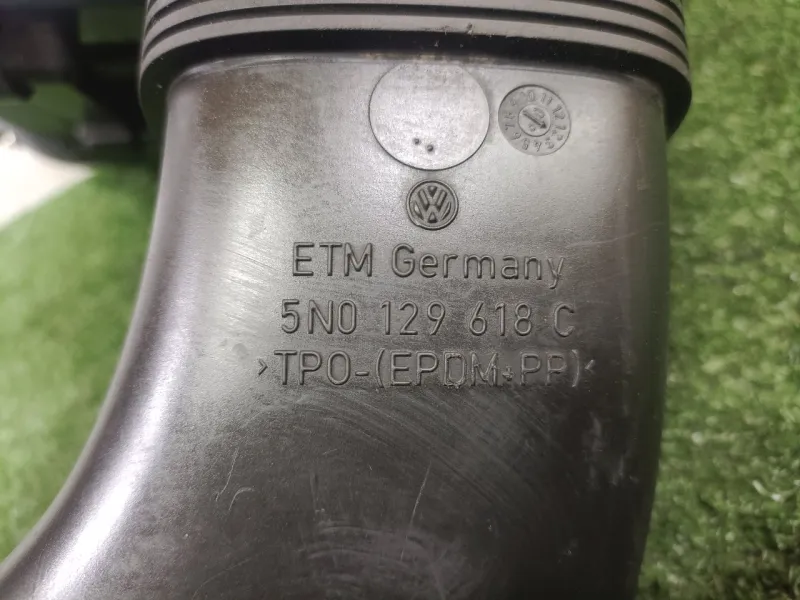 ETM Germany
5N0 129 618 C
>TPO-(EPDM+PP)<